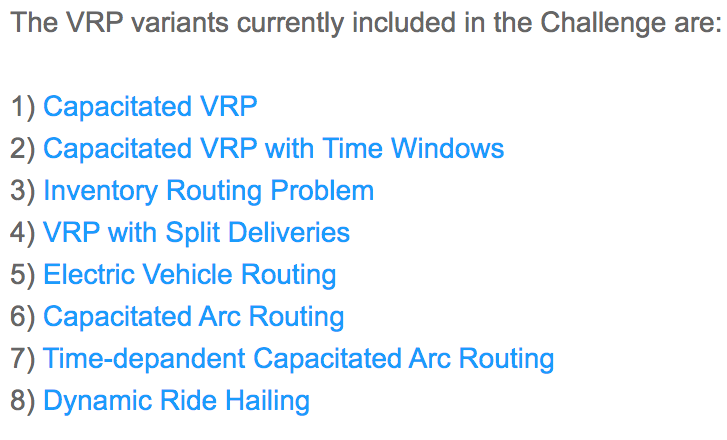 The VRP variants currently included in the Challenge are:
1) Capacitated VRP
2) Capacitated VRP with Time Windows
3) Inventory Routing Problem
4) VRP with Split Deliveries
5) Electric Vehicle Routing
6) Capacitated Arc Routing
7) Time-depandent Capacitated Arc Routing
8) Dynamic Ride Hailing